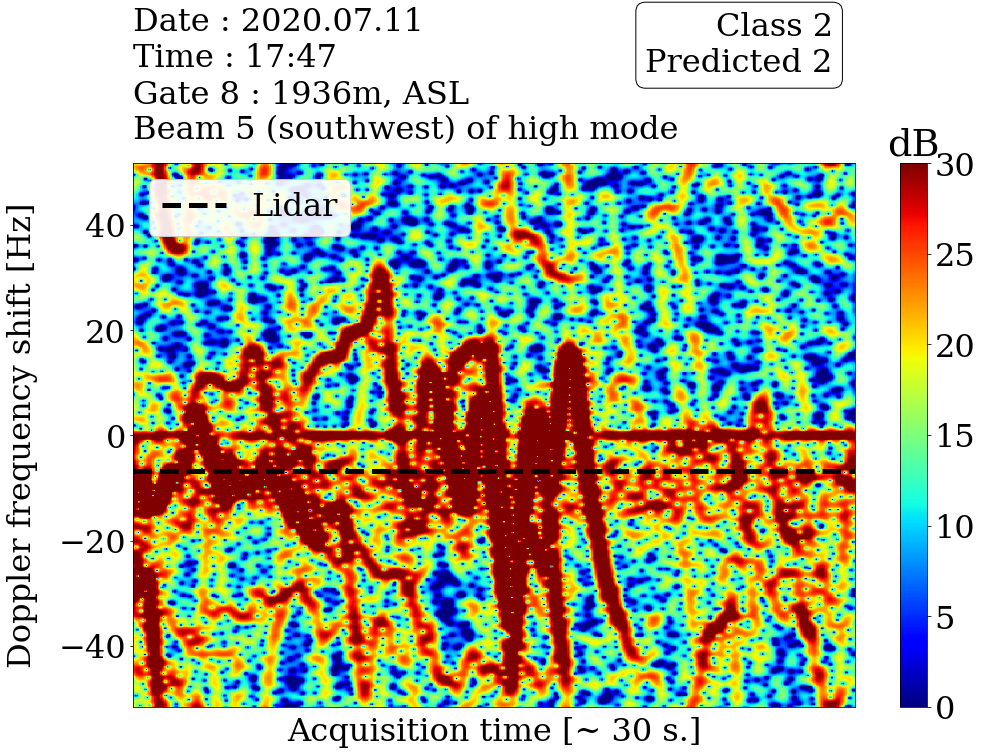 Date : 2020.07.11
Time : 17:47
Gate 8 : 1936m, ASL
Beam 5 (southwest) of high mode
Class 2
Predicted 2
dB
Lidar
Doppler frequency shift [Hz]
40
20
0
−20
−40
30
25
20
15
10
5
0
Acquisition time [~ 30 s.]